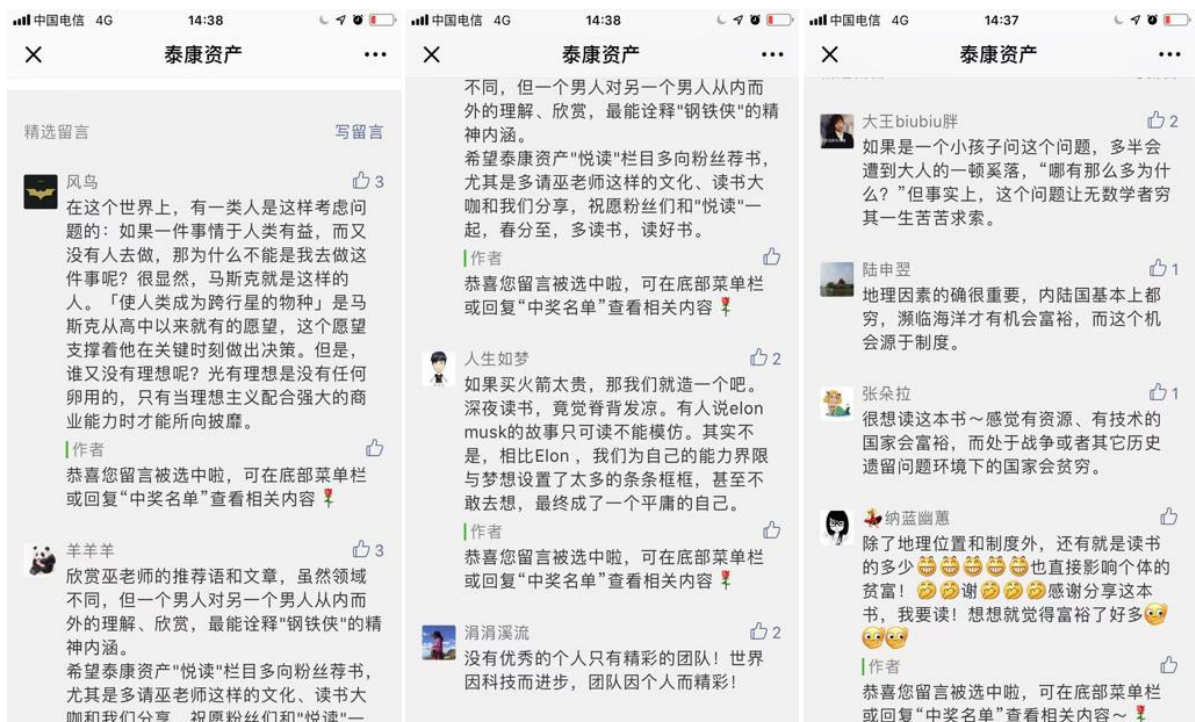 中国电信 4G 14:38
泰康资产
精选留言 写留言
风鸟 3
在这个世界上，有一类人是这样考虑问
题的：如果一件事情于人类有益，而又
没有人去做，那为什么不能是我去做这
件事呢？很显然，马斯克就是这样的
人。「使人类成为跨行星的物种」是马
斯克从高中以来就有的愿望，这个愿望
支撑着他在关键时刻做出决策。但是，
谁又没有理想呢？光有理想是没有任何
卵用的，只有当理想主义配合强大的商
业能力时才能所向披靡。
作者
恭喜您留言被选中啦，可在底部菜单栏
或回复“中奖名单”查看相关内容🌹
羊羊羊 3
欣赏巫老师的推荐语和文章，虽然领域
不同，但一个男人对另一个男人从内而
外的理解、欣赏，最能诠释"钢铁侠"的精
神内涵。
希望泰康资产"悦读"栏目多向粉丝荐书，
尤其是多请巫老师这样的文化、读书大
咖和我们分享，祝愿粉丝们和"悦读"一
中国电信 4G 14:38
泰康资产
不同，但一个男人对另一个男人从内而
外的理解、欣赏，最能诠释"钢铁侠"的精
神内涵。
希望泰康资产"悦读"栏目多向粉丝荐书，
尤其是多请巫老师这样的文化、读书大
咖和我们分享，祝愿粉丝们和"悦读"一
起，春分至，多读书，读好书。
作者
恭喜您留言被选中啦，可在底部菜单栏
或回复“中奖名单”查看相关内容🌹
人生如梦 2
如果买火箭太贵，那我们就造一个吧。
深夜读书，竟觉脊背发凉。有人说elon
musk的故事只可读不能模仿。其实不
是，相比Elon ，我们为自己的能力界限
与梦想设置了太多的条条框框，甚至不
敢去想，最终成了一个平庸的自己。
作者
恭喜您留言被选中啦，可在底部菜单栏
或回复“中奖名单”查看相关内容🌹
涓涓溪流 2
没有优秀的个人只有精彩的团队！世界
因科技而进步，团队因个人而精彩！
中国电信 4G 14:37
泰康资产
大王biubiu胖 2
如果是一个小孩子问这个问题，多半会
遭到大人的一顿奚落，“哪有那么多为什
么？”但事实上，这个问题让无数学者穷
其一生苦苦求索。
陆申翌 1
地理因素的确很重要，内陆国基本上都
穷，濒临海洋才有机会富裕，而这个机
会源于制度。
张朵拉 1
很想读这本书～感觉有资源、有技术的
国家会富裕，而处于战争或者其它历史
遗留问题环境下的国家会贫穷。
纳蓝幽蕙
除了地理位置和制度外，还有就是读书
的多少😁😁😁😁也直接影响个体的
贫富！🤭🤭谢🤭🤭🤭感谢分享这本
书，我要读！想想就觉得富裕了好多
作者
恭喜您留言被选中啦，可在底部菜单栏
或回复“中奖名单”查看相关内容～🌹